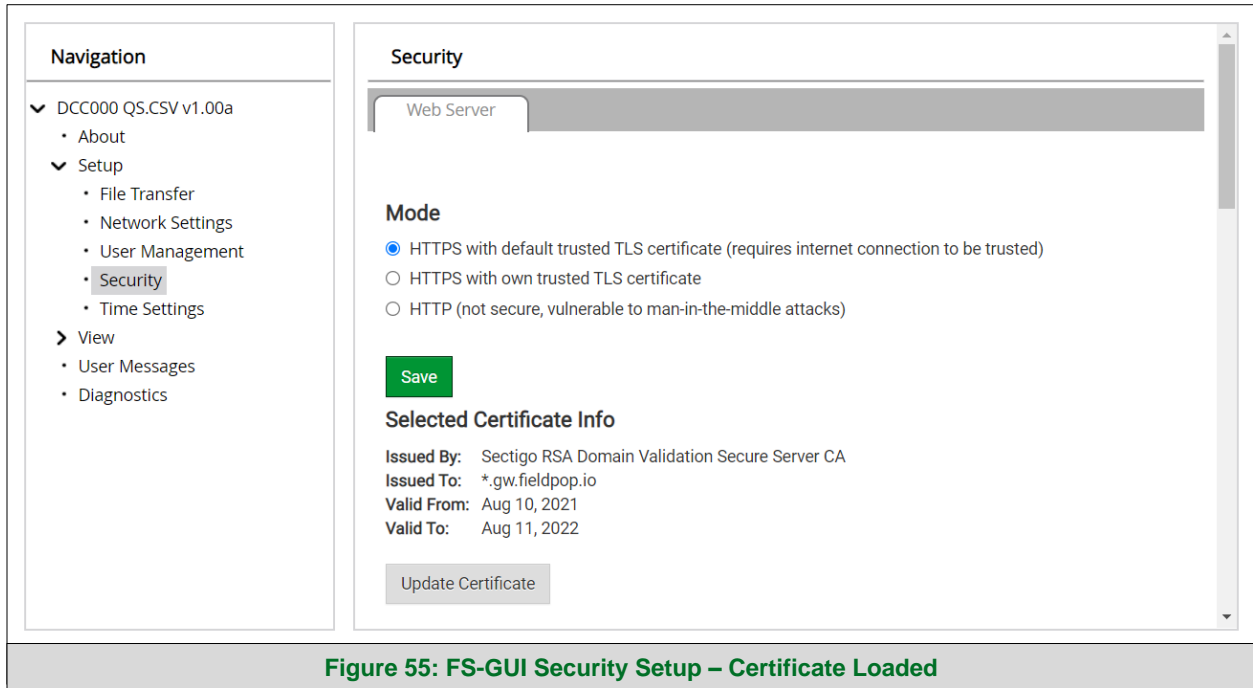 Navigation
DCC000 QS.CSV v1.00a
About
Setup
File Transfer
Network Settings
User Management
Security
Time Settings
View
User Messages
Diagnostics
Security
Web Server
Mode
HTTPS with default trusted TLS certificate (requires internet connection to be trusted)
HTTPS with own trusted TLS certificate
HTTP (not secure, vulnerable to man-in-the-middle attacks)
Save
Selected Certificate Info
Issued By: Sectigo RSA Domain Validation Secure Server CA
Issued To: *.gw.fieldpop.io
Valid From: Aug 10, 2021
Valid To: Aug 11, 2022
Update Certificate
Figure 55: FS-GUI Security Setup – Certificate Loaded